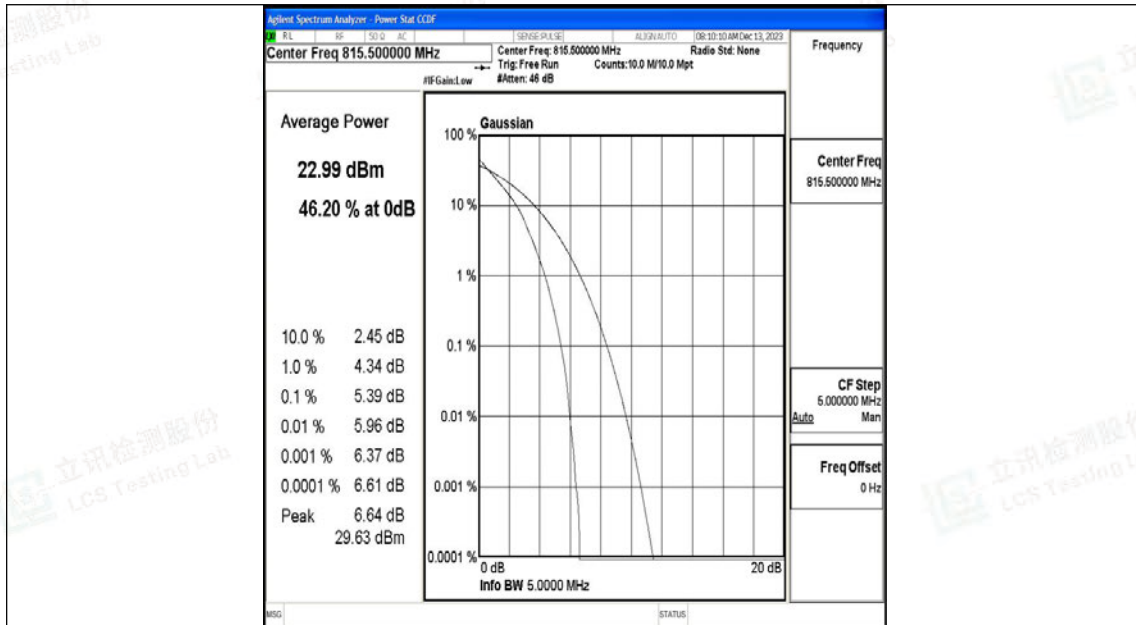 Agilent Spectrum Analyzer - Power Stat CCDF
RL RF 50 Ω AC SENSE:PULSE ALIGNAUTO 08:10:10 AM Dec 13, 2023
Center Freq 815.500000 MHz
Center Freq: 815.500000 MHz Radio Std: None
Trig: Free Run Counts:10.0 M/10.0 Mpt
#IFGain:Low #Atten: 46 dB
Frequency
Average Power
22.99 dBm
46.20 % at 0dB
10.0 % 2.45 dB
1.0 % 4.34 dB
0.1 % 5.39 dB
0.01 % 5.96 dB
0.001 % 6.37 dB
0.0001 % 6.61 dB
Peak 6.64 dB
29.63 dBm
Gaussian
100 %
10 %
1 %
0.1 %
0.01 %
0.001 %
0.0001 %
0 dB 20 dB
Info BW 5.0000 MHz
Center Freq
815.500000 MHz
CF Step
5.000000 MHz
Auto Man
Freq Offset
0 Hz
MSG STATUS
立讯检测股份
LCS Testing Lab